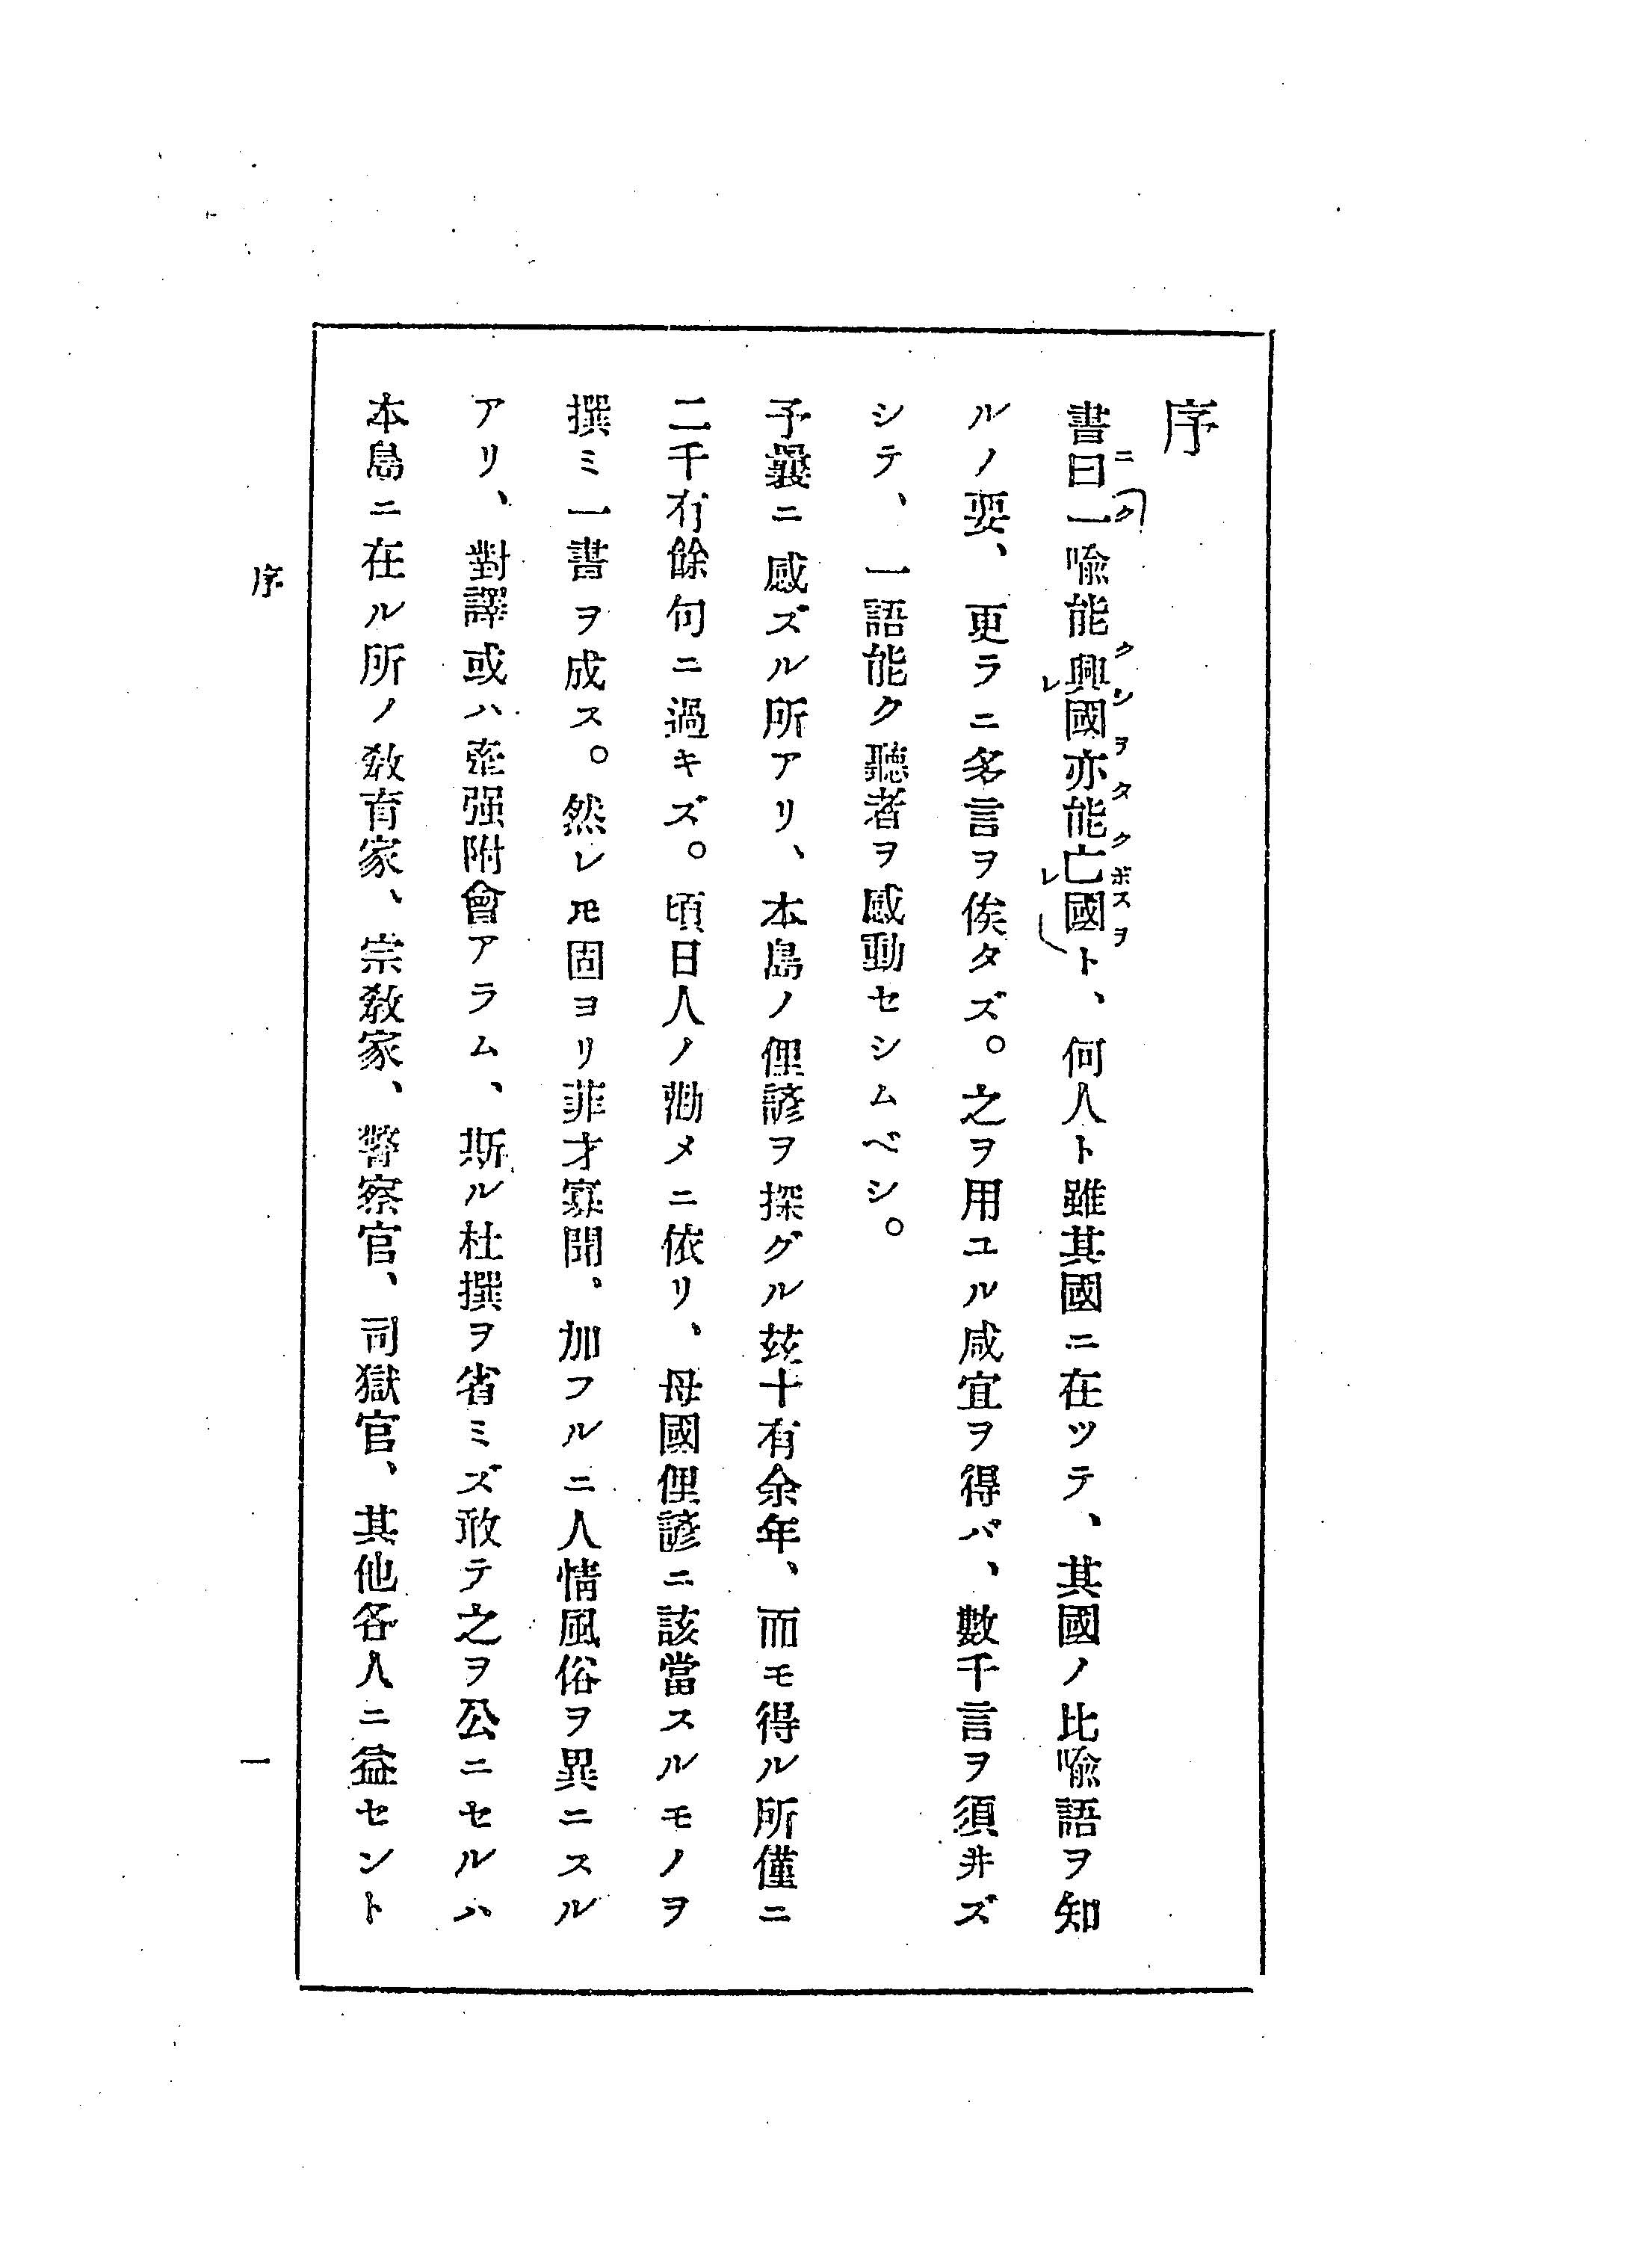 序
書ニ曰ク一喩能ク興シレ國ヲ亦タ能ク亡ボスレ國ヲト、何人ト雖其國ニ在ツテ、其國ノ比喩語ヲ知
ルノ要、更ラニ多言ヲ俟タズ。之ヲ用ユル咸宜ヲ得バ、數千言ヲ須井ズ
シテ、一語能ク聽者ヲ感動セシムベシ。
予曩ニ感ズル所アリ、本島ノ俚諺ヲ探グル玆十有余年、而モ得ル所僅ニ
二千有餘句ニ過キズ。頃日人ノ勸メニ依リ、母國俚諺ニ該當スルモノヲ
撰ミ一書ヲ成ス。然レ𪜈固ヨリ菲才寡聞、加フルニ人情風俗ヲ異ニスル
アリ、對譯或ハ牽强附會アラム、斯ル杜撰ヲ省ミズ敢テ之ヲ公ニセルハ
本島ニ在ル所ノ敎育家、宗敎家、警察官、司獄官、其他各人ニ益セント
序
一